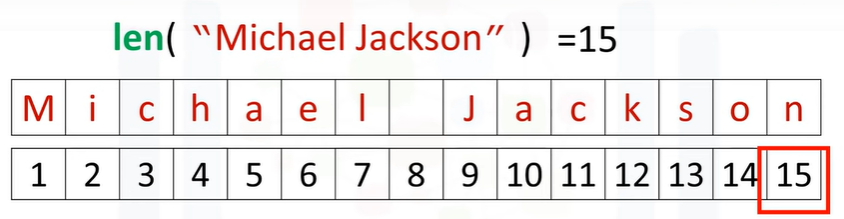 len( “Michael Jackson” ) =15
M i c h a e l J a c k s o n
1 2 3 4 5 6 7 8 9 10 11 12 13 14 15